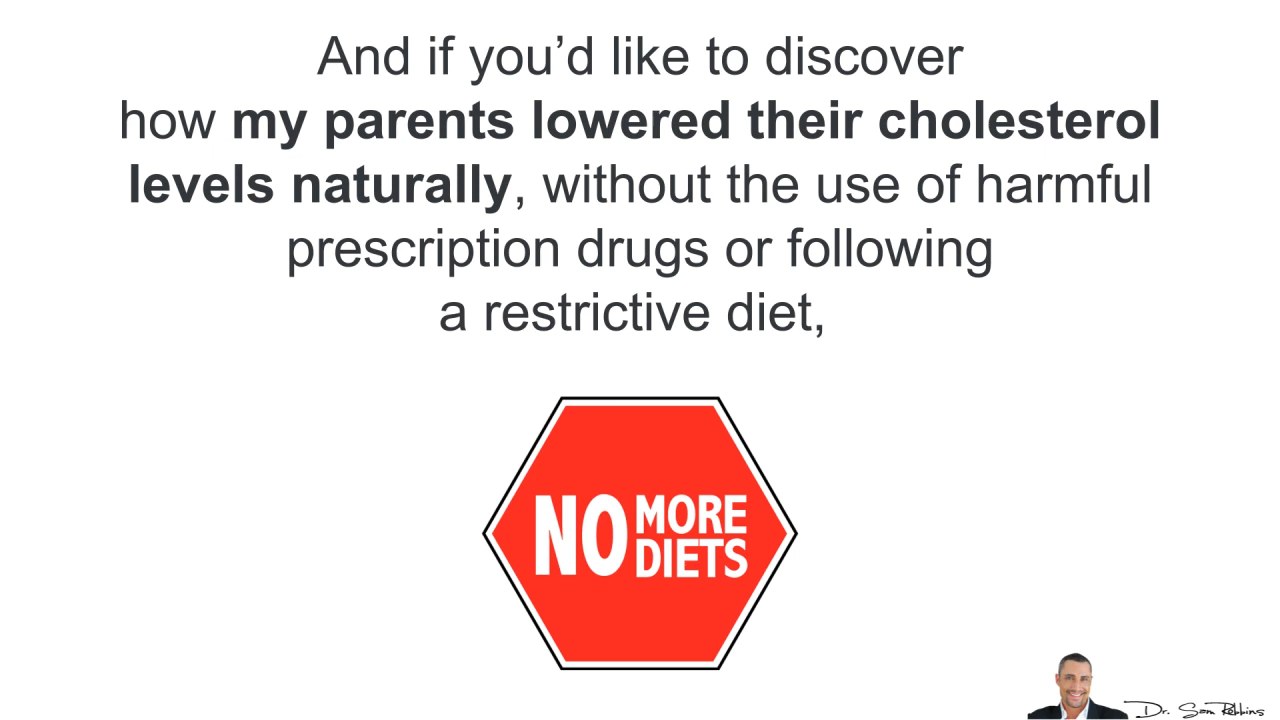 And if you’d like to discover
how my parents lowered their cholesterol
levels naturally, without the use of harmful
prescription drugs or following
a restrictive diet,
NO MORE
DIETS
Dr. Sam Robbins